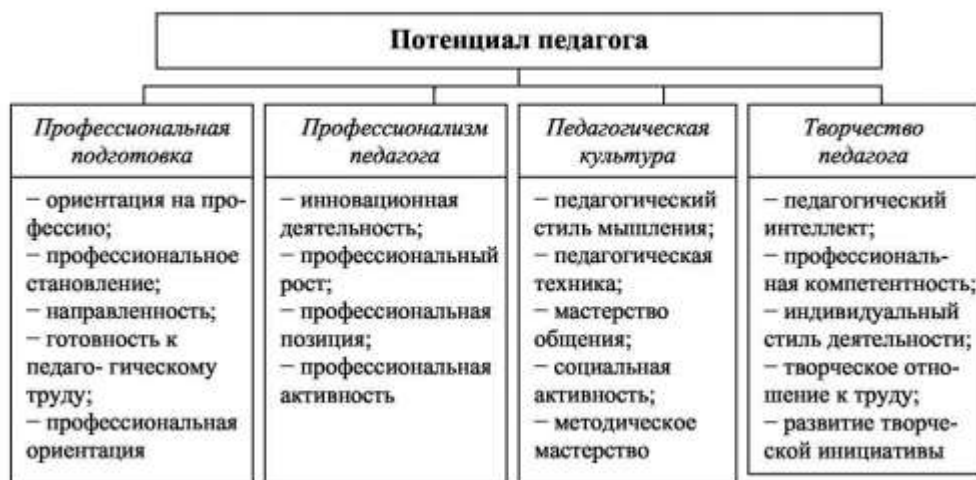 Потенциал педагога
Профессиональная
подготовка
− ориентация на про-
фессию;
− профессиональное
становление;
− направленность;
− готовность к
педаго- гическому
труду;
− профессиональная
ориентация
Профессионализм
педагога
− инновационная
деятельность;
− профессиональный
рост;
− профессиональная
позиция;
− профессиональная
активность
Педагогическая
культура
− педагогический
стиль мышления;
− педагогическая
техника;
− мастерство
общения;
− социальная
активность;
− методическое
мастерство
Творчество
педагога
− педагогический
интеллект;
− профессиональ-
ная компетентность;
− индивидуальный
стиль деятельности;
− творческое отно-
шение к труду;
− развитие творче-
ской инициативы